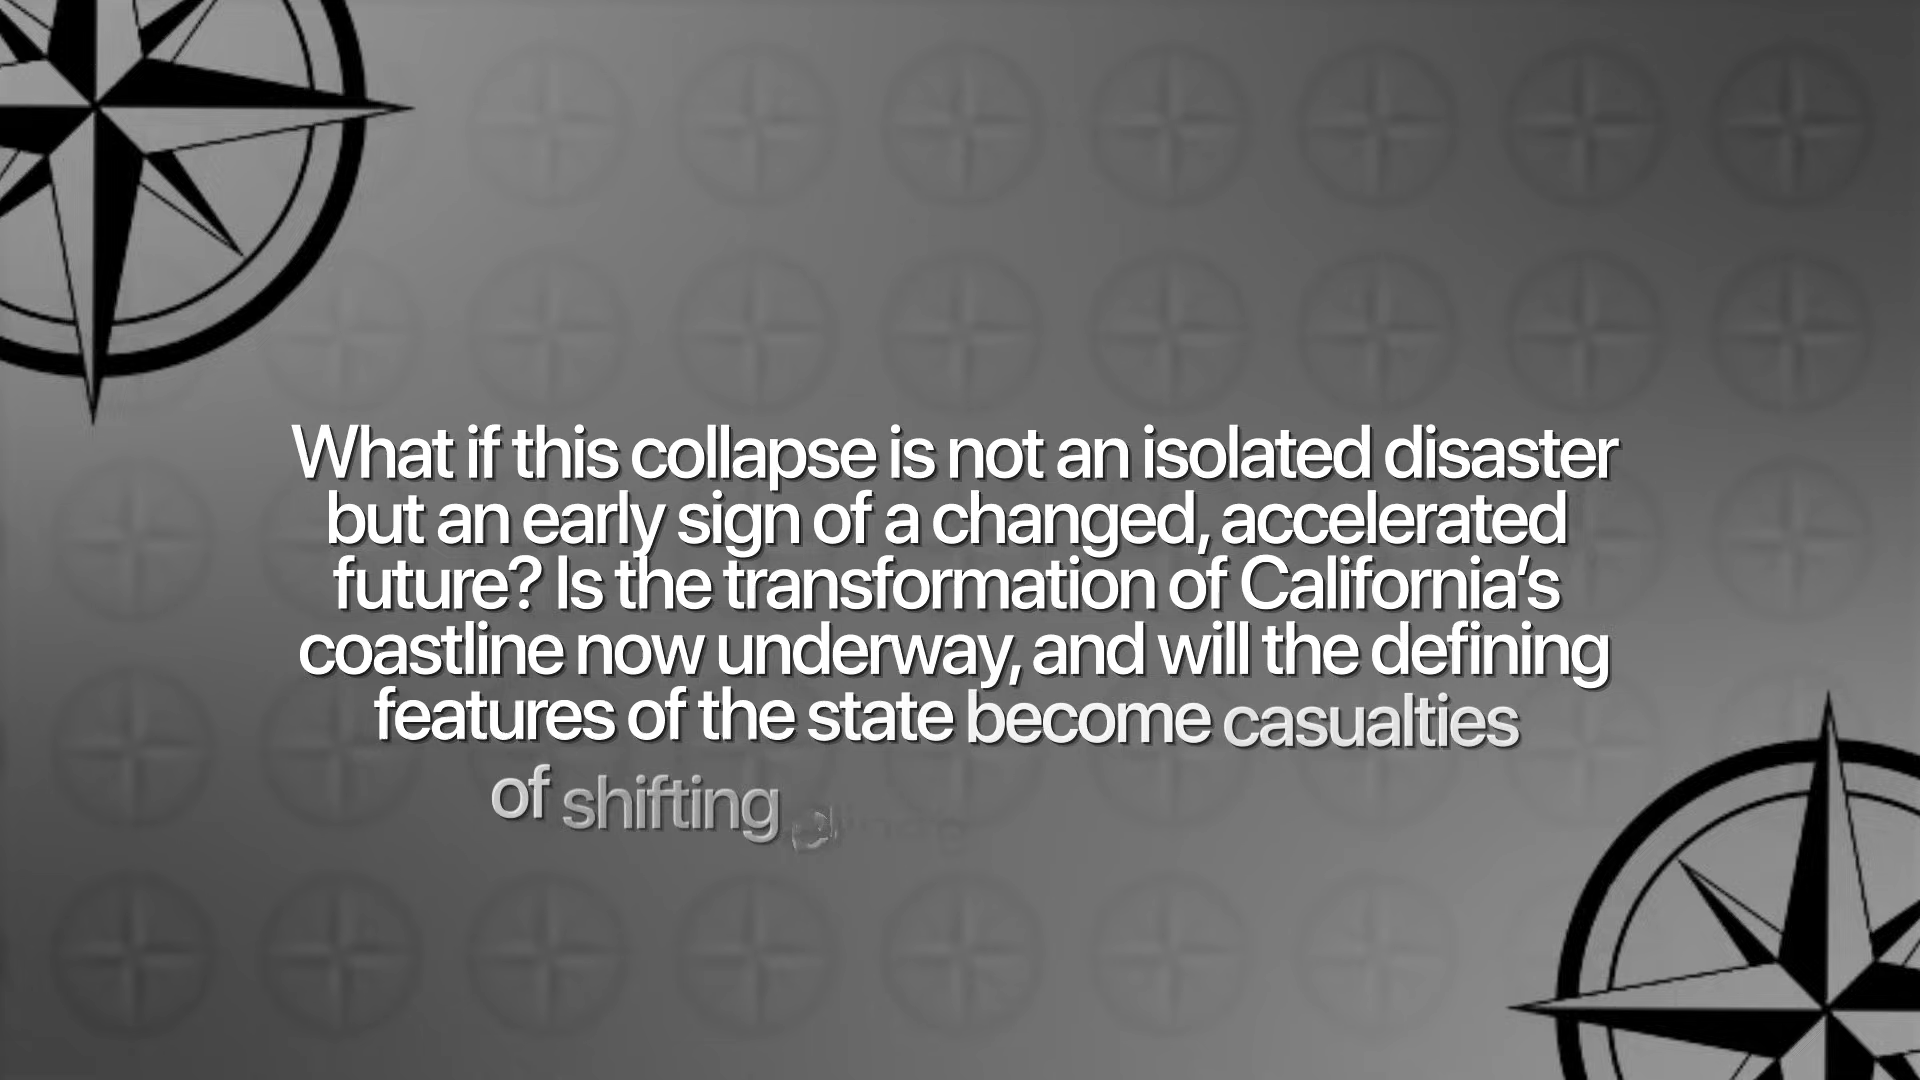 What if this collapse is not an isolated disaster
but an early sign of a changed, accelerated
future? Is the transformation of California’s
coastline now underway, and will the defining
features of the state become casualties
of shifting